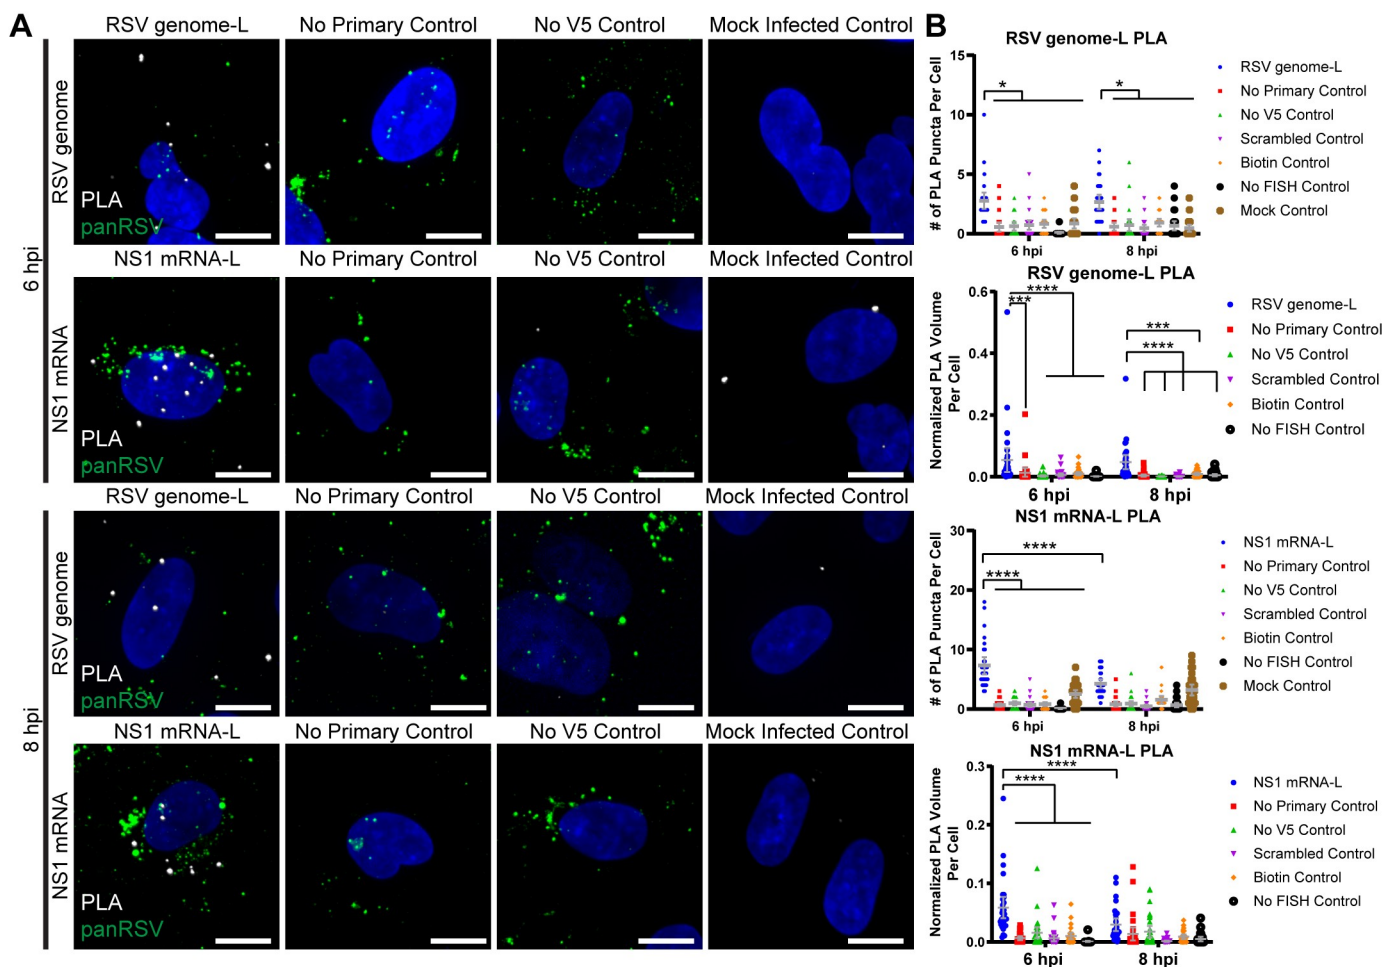 A
RSV genome-L
No Primary Control
No V5 Control
Mock Infected Control
6 hpi
RSV genome
PLA
panRSV
NS1 mRNA-L
No Primary Control
No V5 Control
Mock Infected Control
NS1 mRNA
PLA
panRSV
RSV genome-L
No Primary Control
No V5 Control
Mock Infected Control
8 hpi
RSV genome
PLA
panRSV
NS1 mRNA-L
No Primary Control
No V5 Control
Mock Infected Control
NS1 mRNA
PLA
panRSV
B
RSV genome-L PLA
# of PLA Puncta Per Cell
15
10
5
0
* *
6 hpi
8 hpi
RSV genome-L
No Primary Control
No V5 Control
Scrambled Control
Biotin Control
No FISH Control
Mock Control
RSV genome-L PLA
Normalized PLA Volume
Per Cell
0.6
0.4
0.2
0.0
****
***
***
****
6 hpi
8 hpi
RSV genome-L
No Primary Control
No V5 Control
Scrambled Control
Biotin Control
No FISH Control
NS1 mRNA-L PLA
# of PLA Puncta Per Cell
30
20
10
0
****
****
6 hpi
8 hpi
NS1 mRNA-L
No Primary Control
No V5 Control
Scrambled Control
Biotin Control
No FISH Control
Mock Control
NS1 mRNA-L PLA
Normalized PLA Volume
Per Cell
0.3
0.2
0.1
0.0
****
****
6 hpi
8 hpi
NS1 mRNA-L
No Primary Control
No V5 Control
Scrambled Control
Biotin Control
No FISH Control